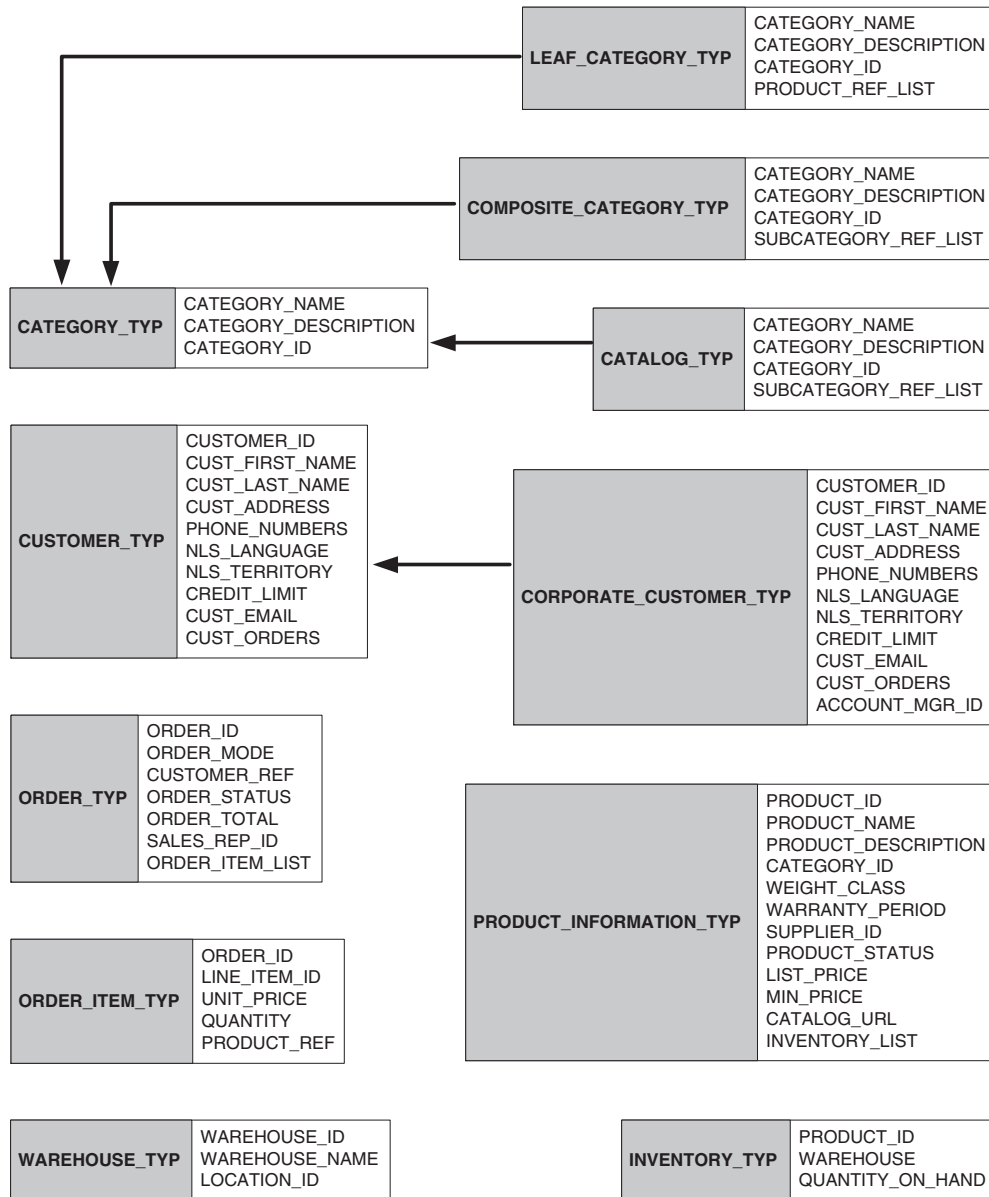 LEAF_CATEGORY_TYP
CATEGORY_NAME
CATEGORY_DESCRIPTION
CATEGORY_ID
PRODUCT_REF_LIST
COMPOSITE_CATEGORY_TYP
CATEGORY_NAME
CATEGORY_DESCRIPTION
CATEGORY_ID
SUBCATEGORY_REF_LIST
CATEGORY_TYP
CATEGORY_NAME
CATEGORY_DESCRIPTION
CATEGORY_ID
CATALOG_TYP
CATEGORY_NAME
CATEGORY_DESCRIPTION
CATEGORY_ID
SUBCATEGORY_REF_LIST
CUSTOMER_TYP
CUSTOMER_ID
CUST_FIRST_NAME
CUST_LAST_NAME
CUST_ADDRESS
PHONE_NUMBERS
NLS_LANGUAGE
NLS_TERRITORY
CREDIT_LIMIT
CUST_EMAIL
CUST_ORDERS
CORPORATE_CUSTOMER_TYP
CUSTOMER_ID
CUST_FIRST_NAME
CUST_LAST_NAME
CUST_ADDRESS
PHONE_NUMBERS
NLS_LANGUAGE
NLS_TERRITORY
CREDIT_LIMIT
CUST_EMAIL
CUST_ORDERS
ACCOUNT_MGR_ID
ORDER_TYP
ORDER_ID
ORDER_MODE
CUSTOMER_REF
ORDER_STATUS
ORDER_TOTAL
SALES_REP_ID
ORDER_ITEM_LIST
PRODUCT_INFORMATION_TYP
PRODUCT_ID
PRODUCT_NAME
PRODUCT_DESCRIPTION
CATEGORY_ID
WEIGHT_CLASS
WARRANTY_PERIOD
SUPPLIER_ID
PRODUCT_STATUS
LIST_PRICE
MIN_PRICE
CATALOG_URL
INVENTORY_LIST
ORDER_ITEM_TYP
ORDER_ID
LINE_ITEM_ID
UNIT_PRICE
QUANTITY
PRODUCT_REF
WAREHOUSE_TYP
WAREHOUSE_ID
WAREHOUSE_NAME
LOCATION_ID
INVENTORY_TYP
PRODUCT_ID
WAREHOUSE
QUANTITY_ON_HAND